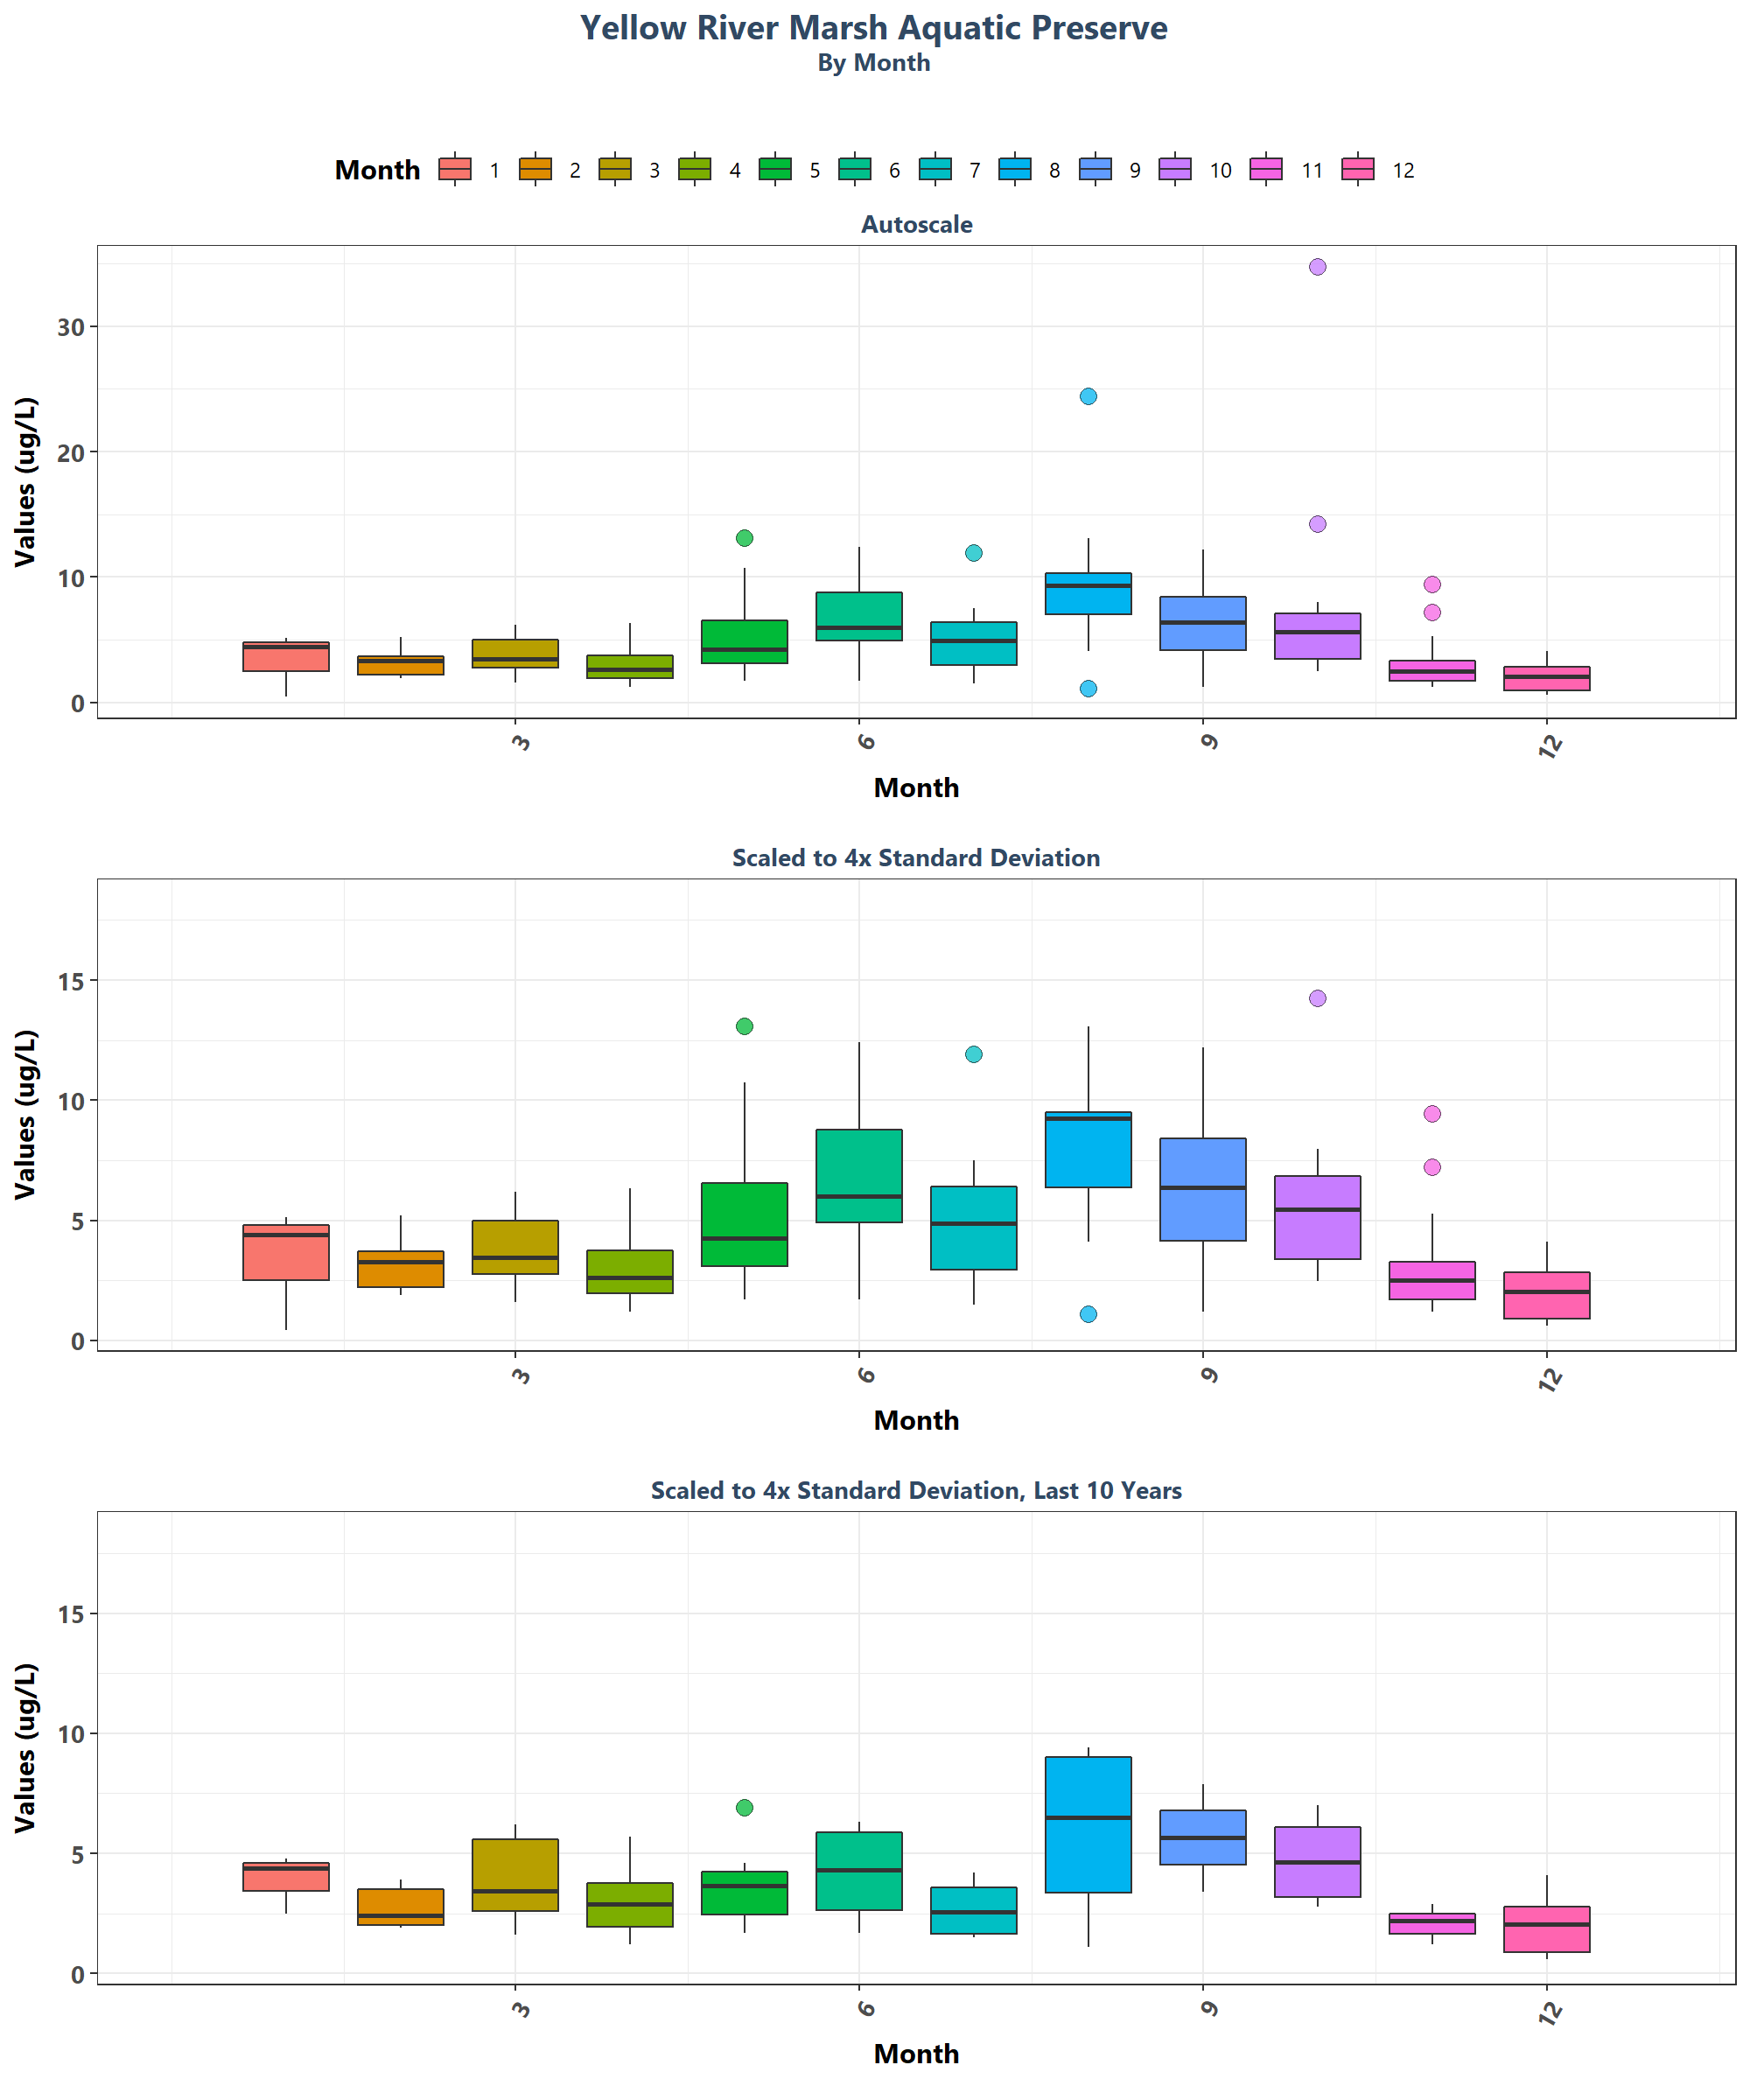 Yellow River Marsh Aquatic Preserve
By Month
Month 1 2 3 4 5 6 7 8 9 10 11 12
Autoscale
Values (ug/L)
30
20
10
0
3 6 9 12
Month
Scaled to 4x Standard Deviation
Values (ug/L)
15
10
5
0
3 6 9 12
Month
Scaled to 4x Standard Deviation, Last 10 Years
Values (ug/L)
15
10
5
0
3 6 9 12
Month